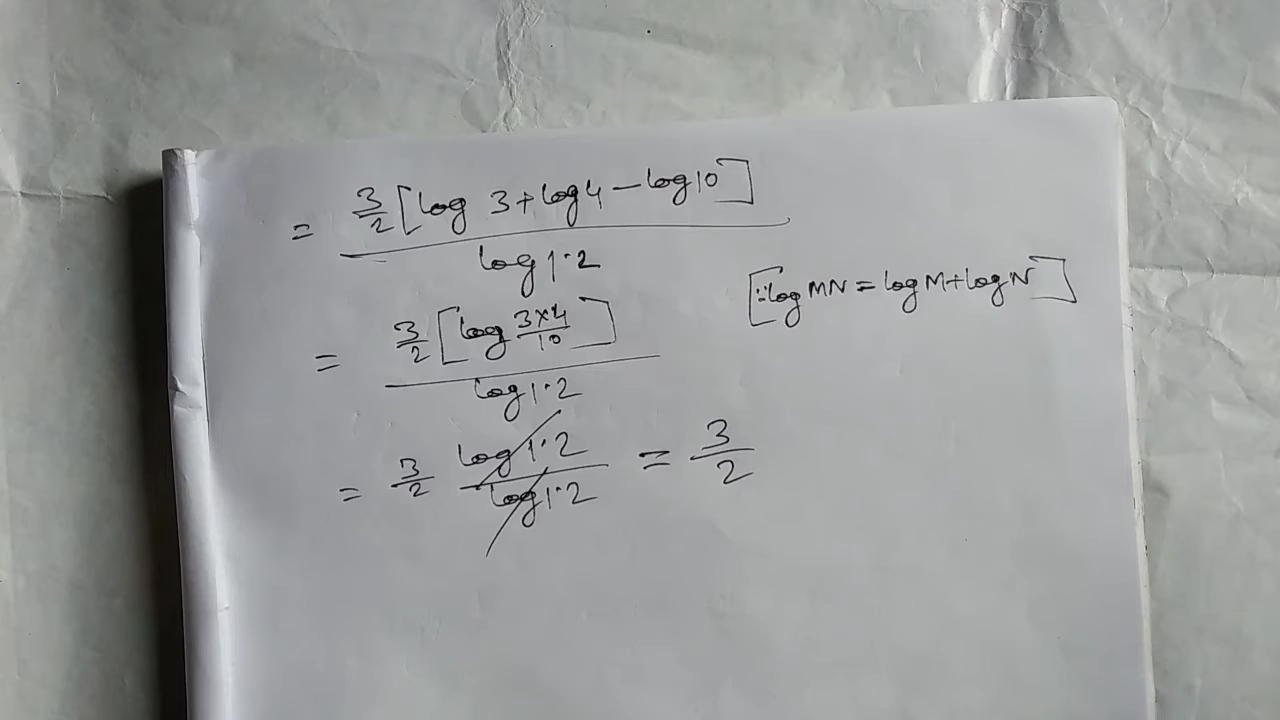 = 3/2 [log 3 + log 4 - log 10] / log 1·2
[∵ log MN = log M + log N]
= 3/2 [log 3×4/10] / log 1·2
= 3/2 log 1·2 / log 1·2 = 3/2